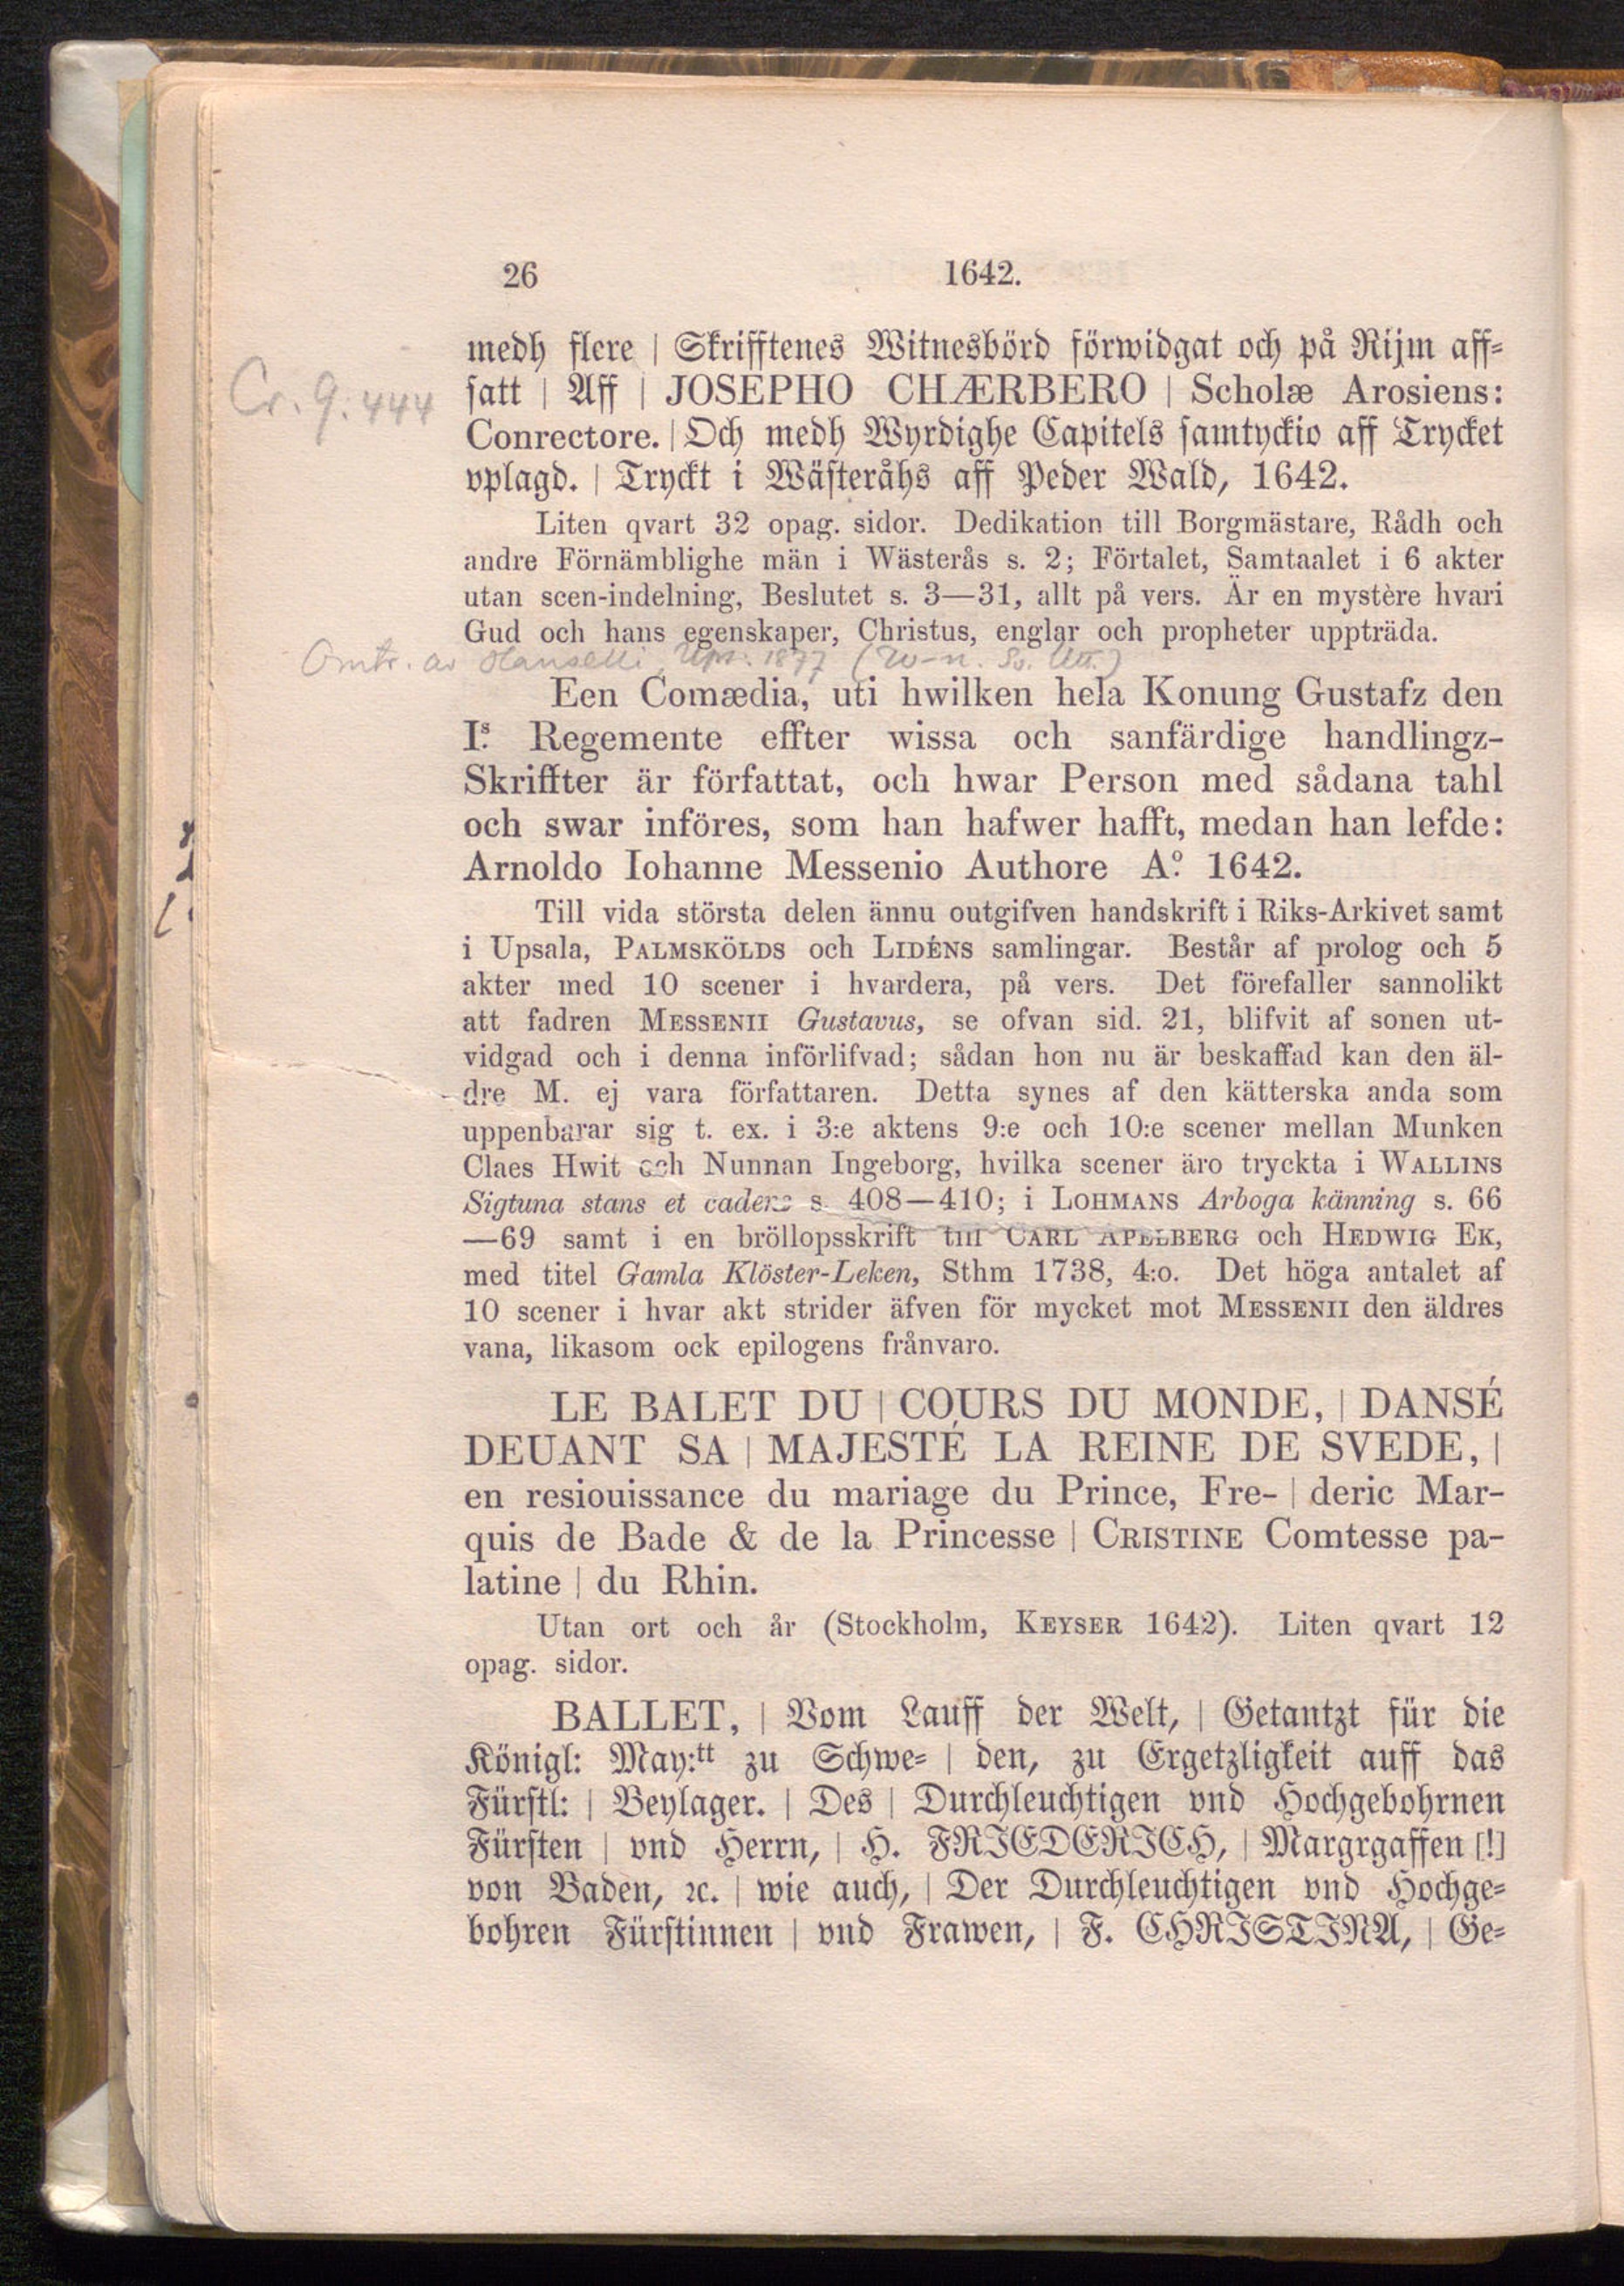 26 1642.
medh flere | Skrifftenes Witnesbörd förwidgat och på Rijm aff-
Cr. 9: 444
satt | Aff | JOSEPHO CHÆRBERO | Scholæ Arosiens:
Conrectore. | Och medh Wyrdighe Capitels samtyckio aff Trycket
vplagd. | Tryckt i Wästeråhs aff Peder Wald, 1642.
Liten qvart 32 opag. sidor. Dedikation till Borgmästare, Rådh och
andre Förnämblighe män i Wästerås s. 2; Förtalet, Samtaalet i 6 akter
utan scen-indelning, Beslutet s. 3—31, allt på vers. Är en mystère hvari
Gud och hans egenskaper, Christus, englar och propheter uppträda.
Omtr. av Hanselli, Ups. 1877 (W-n. Sv. litt.)
Een Comædia, uti hwilken hela Konung Gustafz den
I.s Regemente effter wissa och sanfärdige handlingz-
Skriffter är författat, och hwar Person med sådana tahl
och swar införes, som han hafwer hafft, medan han lefde:
Arnoldo Iohanne Messenio Authore A.o 1642.
Till vida största delen ännu outgifven handskrift i Riks-Arkivet samt
i Upsala, PALMSKÖLDS och LIDÉNS samlingar. Består af prolog och 5
akter med 10 scener i hvardera, på vers. Det förefaller sannolikt
att fadren MESSENII Gustavus, se ofvan sid. 21, blifvit af sonen ut-
vidgad och i denna införlifvad; sådan hon nu är beskaffad kan den äl-
dre M. ej vara författaren. Detta synes af den kätterska anda som
uppenbarar sig t. ex. i 3:e aktens 9:e och 10:e scener mellan Munken
Claes Hwit och Nunnan Ingeborg, hvilka scener äro tryckta i WALLINS
Sigtuna stans et cadens s. 408—410; i LOHMANS Arboga känning s. 66
—69 samt i en bröllopsskrift till CARL APELBERG och HEDWIG EK,
med titel Gamla Klöster-Leken, Sthm 1738, 4:o. Det höga antalet af
10 scener i hvar akt strider äfven för mycket mot MESSENII den äldres
vana, likasom ock epilogens frånvaro.
LE BALET DU | COURS DU MONDE, | DANSÉ
DEUANT SA | MAJESTÉ LA REINE DE SVEDE, |
en resiouissance du mariage du Prince, Fre- | deric Mar-
quis de Bade & de la Princesse | CRISTINE Comtesse pa-
latine | du Rhin.
Utan ort och år (Stockholm, KEYSER 1642). Liten qvart 12
opag. sidor.
BALLET, | Vom Lauff der Welt, | Getantzt für die
Königl: May:tt zu Schwe- | den, zu Ergetzligkeit auff das
Fürstl: | Beylager. | Des | Durchleuchtigen vnd Hochgebohrnen
Fürsten | vnd Herrn, | H. FRIEDERICH, | Margrgaffen [!]
von Baden, ꝛc. | wie auch, | Der Durchleuchtigen vnd Hochge-
bohren Fürstinnen | vnd Frawen, | F. CHRISTINA, | Ge-